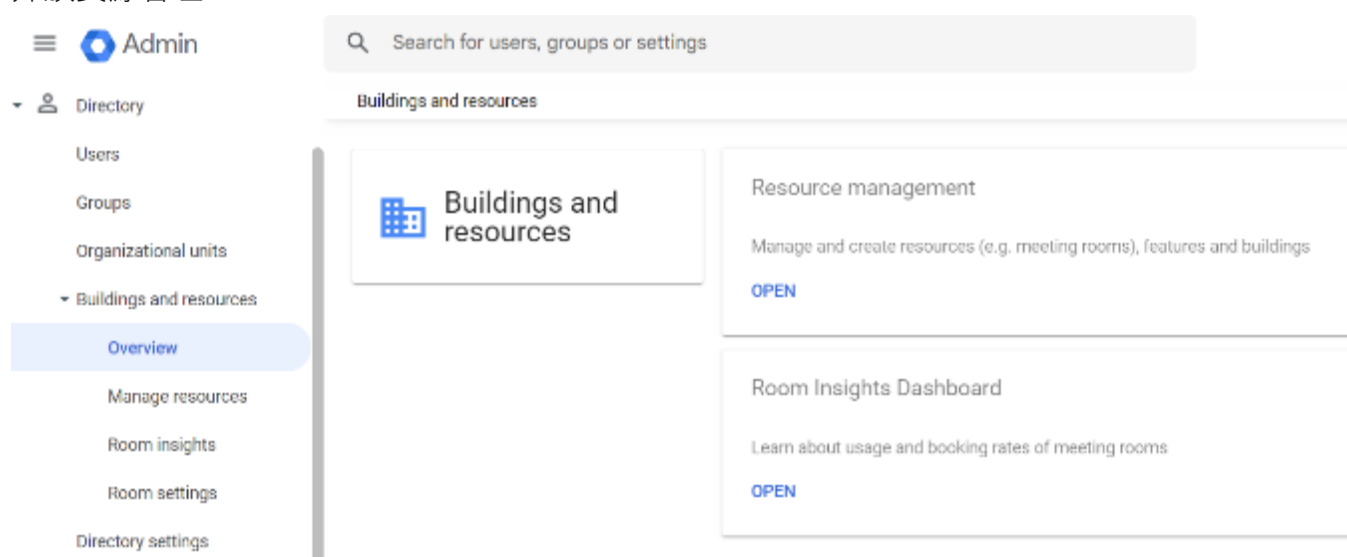 Admin
Search for users, groups or settings
Directory
Buildings and resources
Users
Groups
Organizational units
Buildings and resources
Overview
Manage resources
Room insights
Room settings
Directory settings
Buildings and
resources
Resource management
Manage and create resources (e.g. meeting rooms), features and buildings
OPEN
Room Insights Dashboard
Learn about usage and booking rates of meeting rooms
OPEN